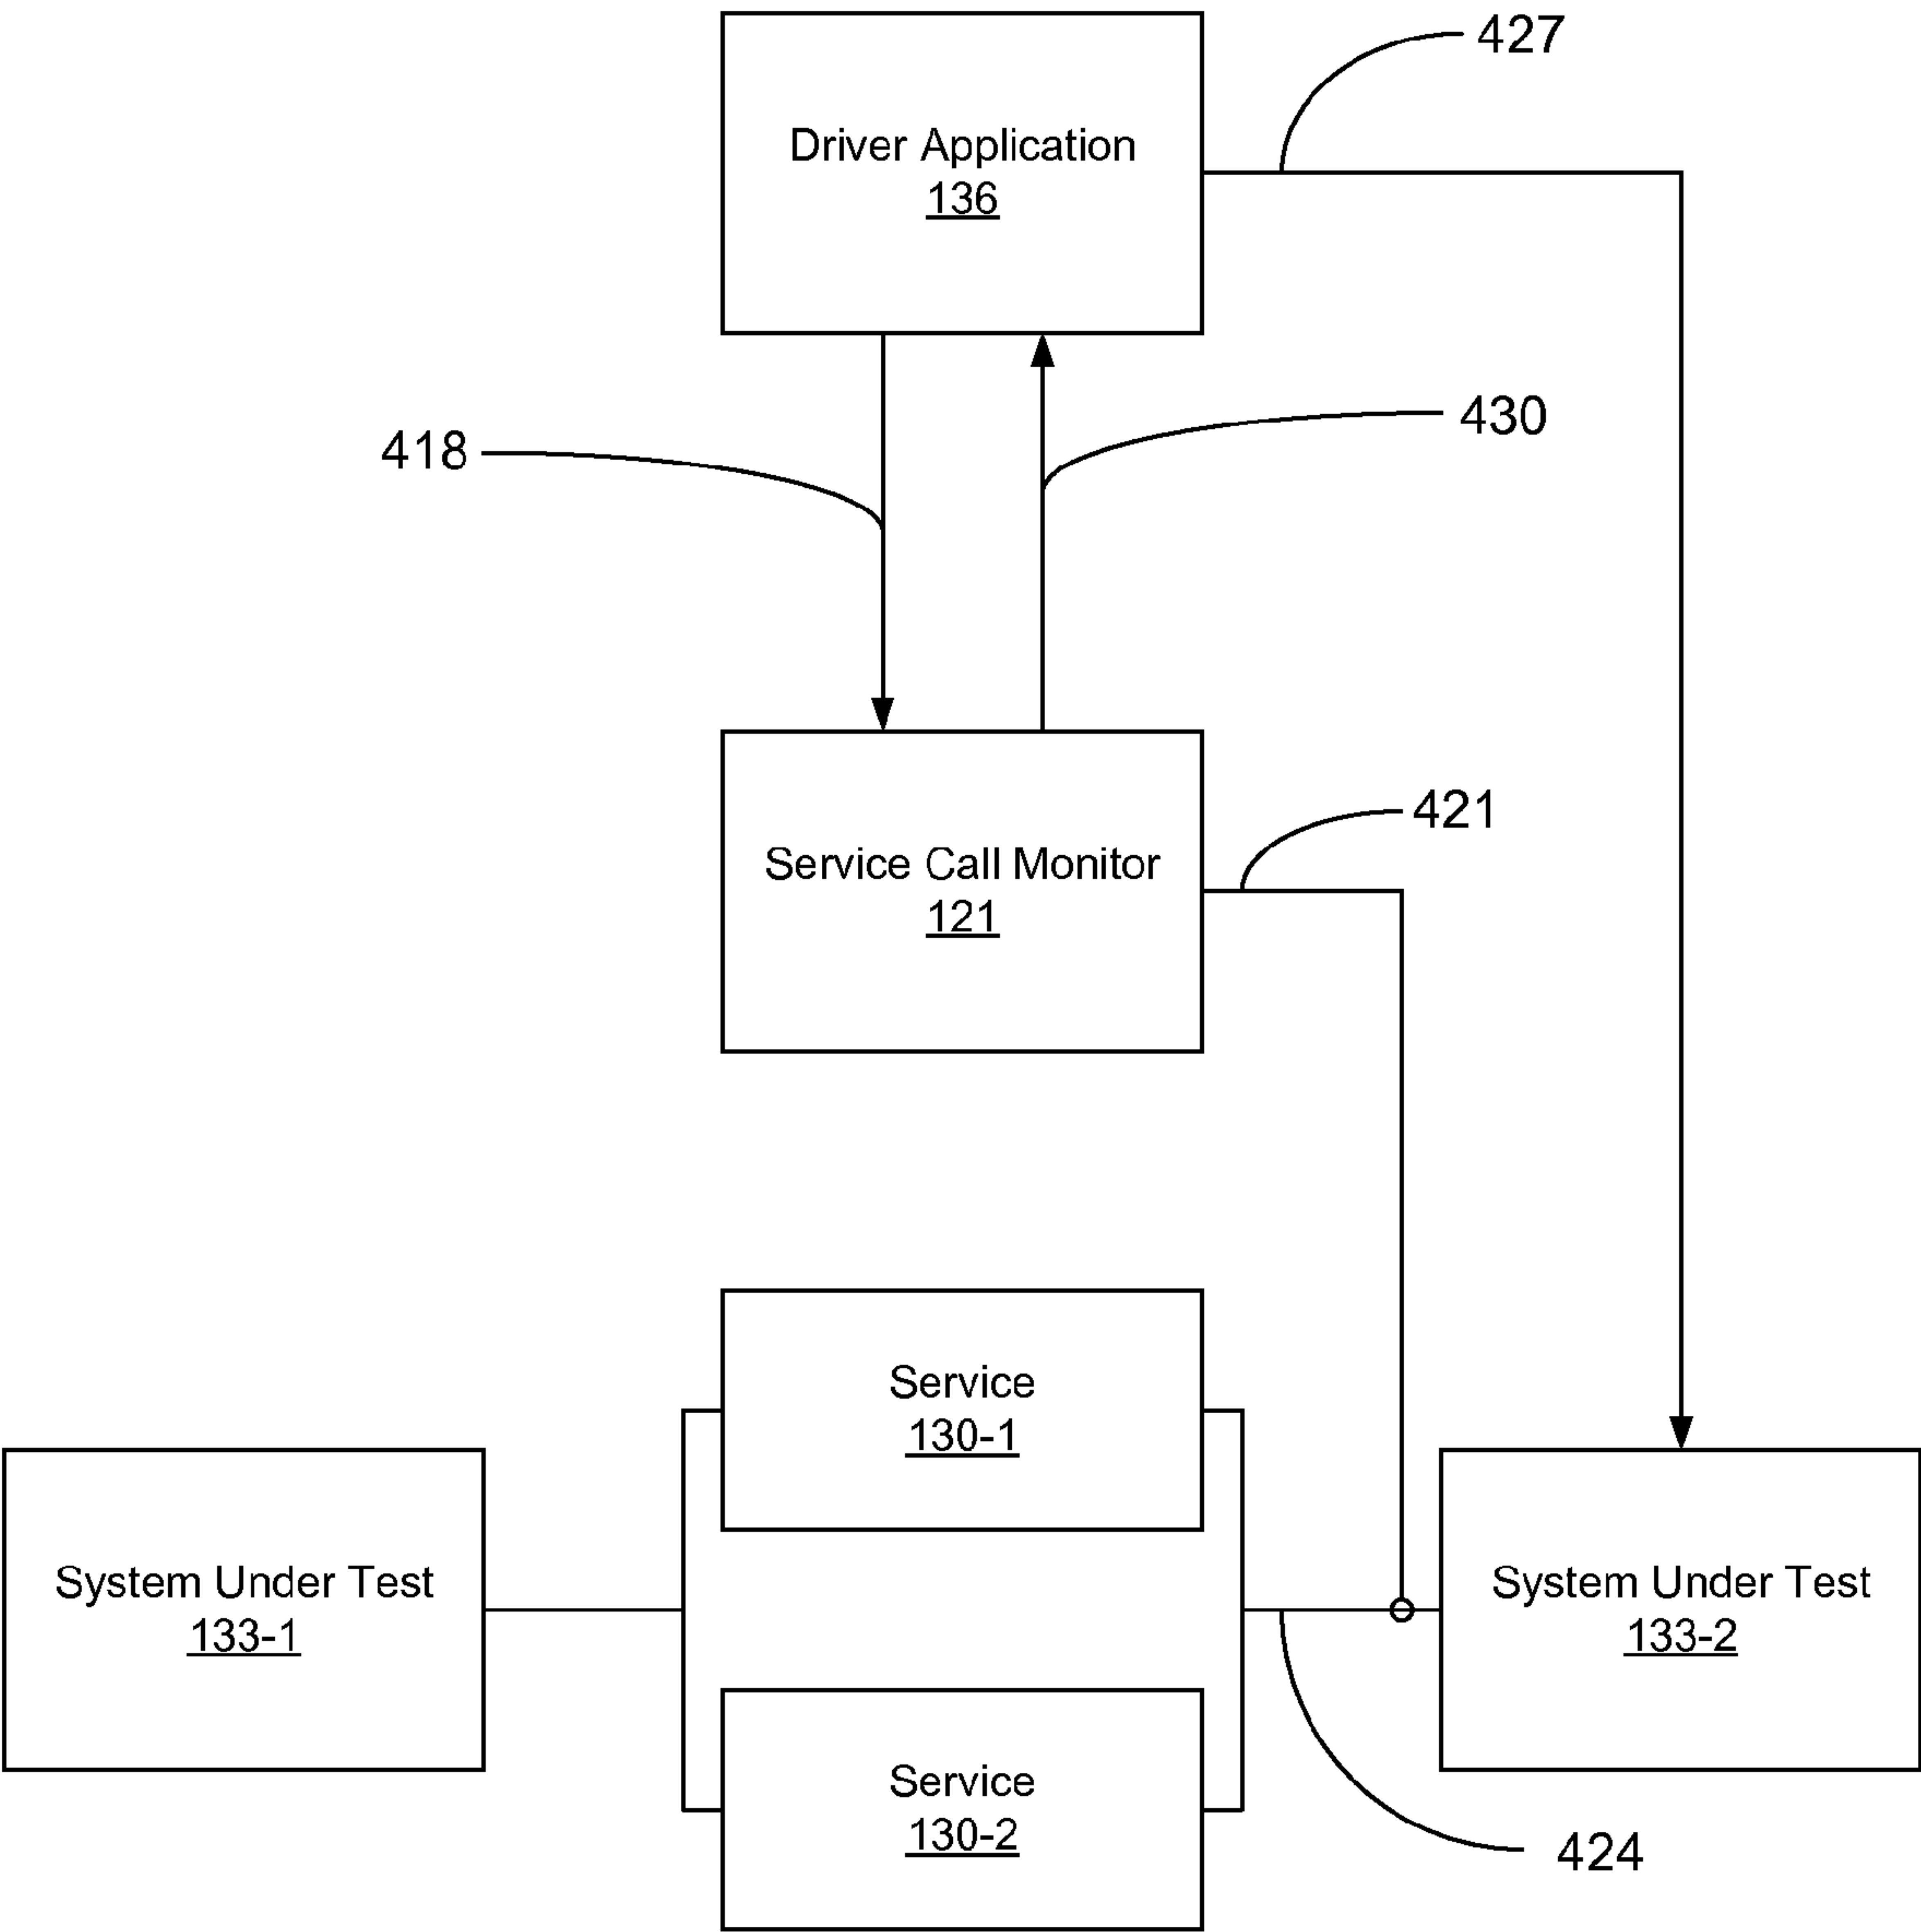 427
Driver Application
136
430
418
421
Service Call Monitor
121
Service
130-1
System Under Test
133-1
System Under Test
133-2
Service
130-2
424